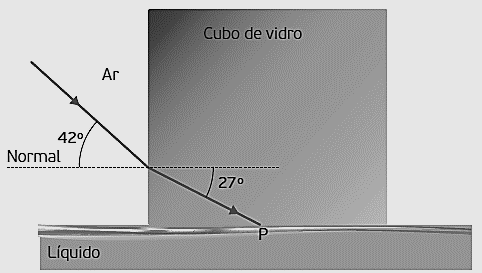 Cubo de vidro
Ar
42º
Normal
27º
P
Líquido